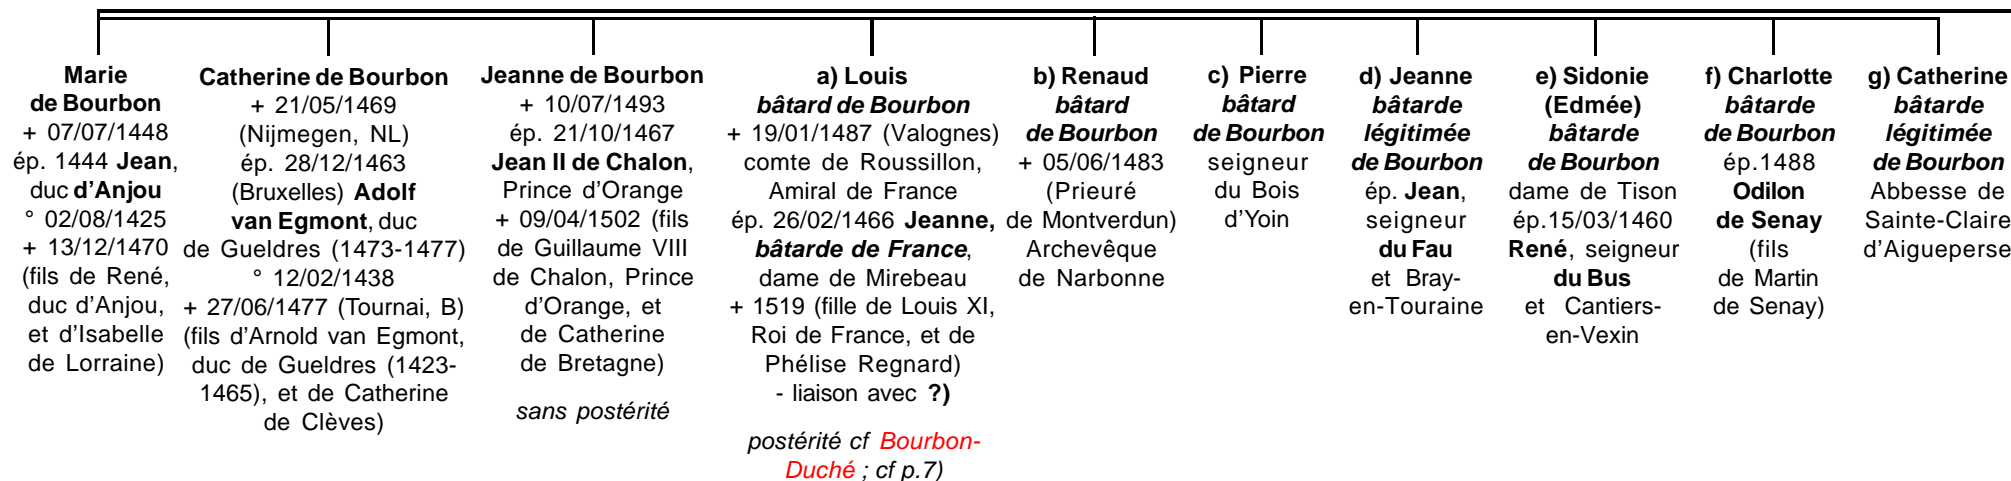 Marie
de Bourbon
+ 07/07/1448
ép. 1444 Jean,
duc d'Anjou
° 02/08/1425
+ 13/12/1470
(fils de René,
duc d'Anjou,
et d'Isabelle
de Lorraine)
Catherine de Bourbon
+ 21/05/1469
(Nijmegen, NL)
ép. 28/12/1463
(Bruxelles) Adolf
van Egmont, duc
de Gueldres (1473-1477)
° 12/02/1438
+ 27/06/1477 (Tournai, B)
(fils d'Arnold van Egmont,
duc de Gueldres (1423-
1465), et de Catherine
de Clèves)
Jeanne de Bourbon
+ 10/07/1493
ép. 21/10/1467
Jean II de Chalon,
Prince d'Orange
+ 09/04/1502 (fils
de Guillaume VIII
de Chalon, Prince
d'Orange, et
de Catherine
de Bretagne)
sans postérité
a) Louis
bâtard de Bourbon
+ 19/01/1487 (Valognes)
comte de Roussillon,
Amiral de France
ép. 26/02/1466 Jeanne,
bâtarde de France,
dame de Mirebeau
+ 1519 (fille de Louis XI,
Roi de France, et de
Phélise Regnard)
- liaison avec ?)
postérité cf Bourbon-
Duché ; cf p.7)
b) Renaud
bâtard
de Bourbon
+ 05/06/1483
(Prieuré
de Montverdun)
Archevêque
de Narbonne
c) Pierre
bâtard
de Bourbon
seigneur
du Bois
d'Yoin
d) Jeanne
bâtarde
légitimée
de Bourbon
ép. Jean,
seigneur
du Fau
et Bray-
en-Touraine
e) Sidonie
(Edmée)
bâtarde
de Bourbon
dame de Tison
ép.15/03/1460
René, seigneur
du Bus
et Cantiers-
en-Vexin
f) Charlotte
bâtarde
de Bourbon
ép.1488
Odilon
de Senay
(fils
de Martin
de Senay)
g) Catherine
bâtarde
légitimée
de Bourbon
Abbesse de
Sainte-Claire
d'Aigueperse